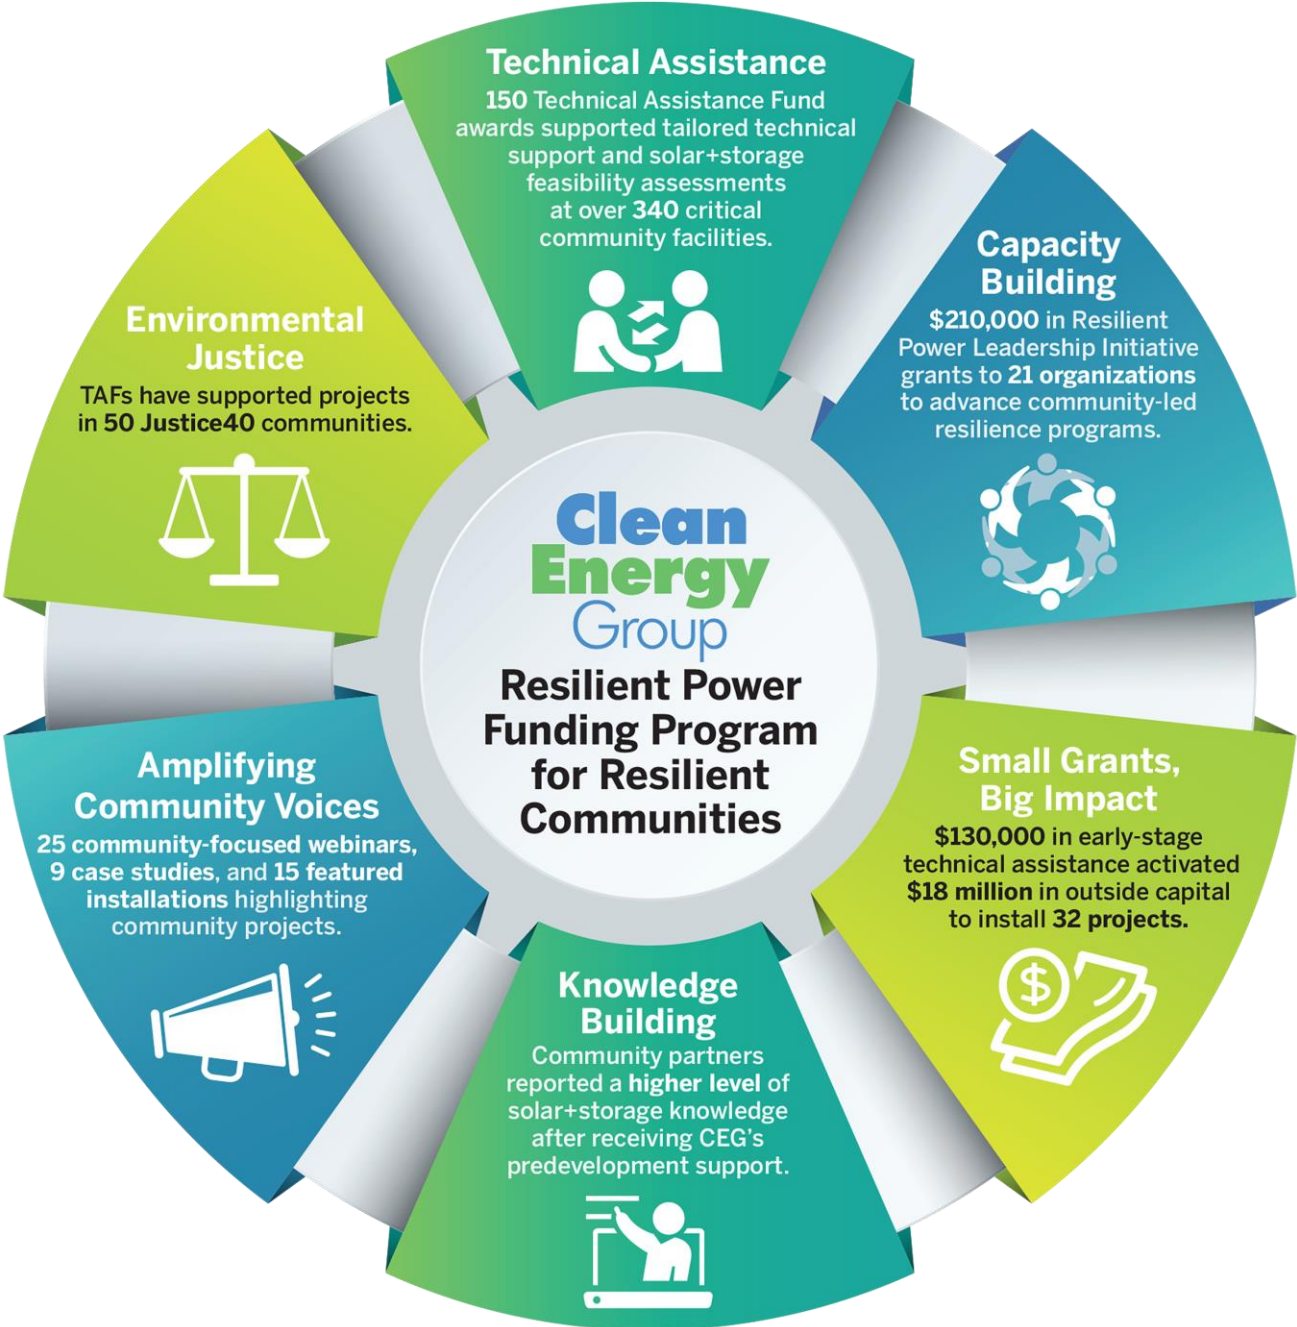 Technical Assistance
150 Technical Assistance Fund
awards supported tailored technical
support and solar+storage
feasibility assessments
at over 340 critical
community facilities.
Capacity
Building
$210,000 in Resilient
Power Leadership Initiative
grants to 21 organizations
to advance community-led
resilience programs.
Small Grants,
Big Impact
$130,000 in early-stage
technical assistance activated
$18 million in outside capital
to install 32 projects.
$
Knowledge
Building
Community partners
reported a higher level of
solar+storage knowledge
after receiving CEG’s
predevelopment support.
Amplifying
Community Voices
25 community-focused webinars,
9 case studies, and 15 featured
installations highlighting
community projects.
Environmental
Justice
TAFs have supported projects
in 50 Justice40 communities.
Clean
Energy
Group
Resilient Power
Funding Program
for Resilient
Communities